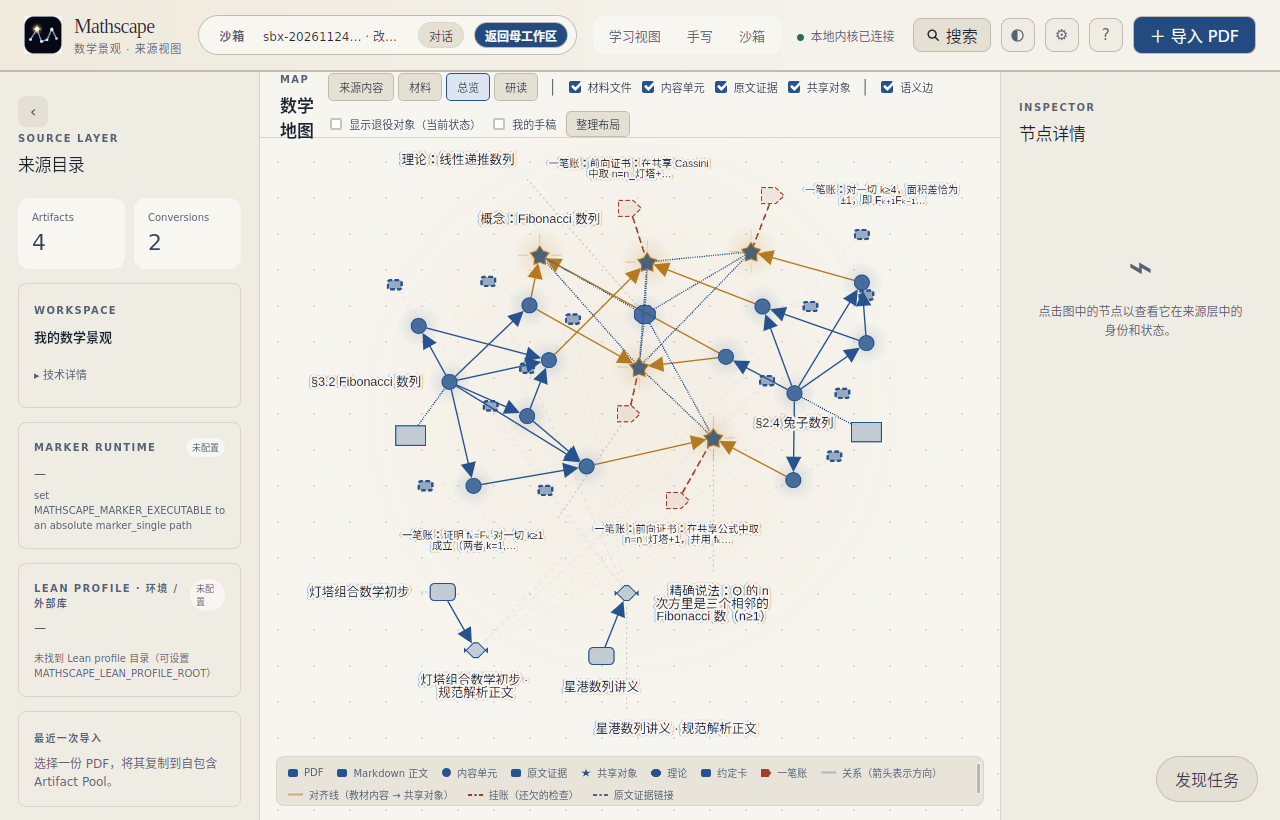 Mathscape
数学景观 · 来源视图
沙箱 sbx-20261124… · 改… 对话 返回母工作区
学习视图 手写 沙箱
本地内核已连接
搜索
?
导入 PDF
SOURCE LAYER
来源目录
Artifacts
4
Conversions
2
WORKSPACE
我的数学景观
▸ 技术详情
MARKER RUNTIME 未配置
—
set
MATHSCAPE_MARKER_EXECUTABLE to
an absolute marker_single path
LEAN PROFILE · 环境 /
外部库
未配
置
—
未找到 Lean profile 目录（可设置
MATHSCAPE_LEAN_PROFILE_ROOT）
最近一次导入
选择一份 PDF，将其复制到自包含
Artifact Pool。
MAP
数学
地图
来源内容 材料 总览 研读 材料文件 内容单元 原文证据 共享对象 语义边
显示退役对象（当前状态） 我的手稿 整理布局
理论：线性递推数列
一笔账：前向证书：在共享 Cassini
中取 n=n_灯塔+…
一笔账：对一切 k≥4，面积差恰为
±1，即 Fₖ₊₁Fₖ₋₁…
概念：Fibonacci 数列
§3.2 Fibonacci 数列
§2.4 兔子数列
一笔账：证明 fₖ=Fₖ 对一切 k≥1
成立（两者 k=1,…
一笔账：前向证书：在共享公式中取
n=n_灯塔+1，并用 fₖ…
灯塔组合数学初步
精确说法：Q 的 n
次方里是三个相邻的
Fibonacci 数（n≥1）
灯塔组合数学初步 ·
规范解析正文
星港数列讲义
星港数列讲义 · 规范解析正文
PDF Markdown 正文 内容单元 原文证据 共享对象 理论 约定卡 一笔账 关系（箭头表示方向）
对齐线（教材内容 → 共享对象） 挂账（还欠的检查） 原文证据链接
INSPECTOR
节点详情
点击图中的节点以查看它在来源层中的
身份和状态。
发现任务